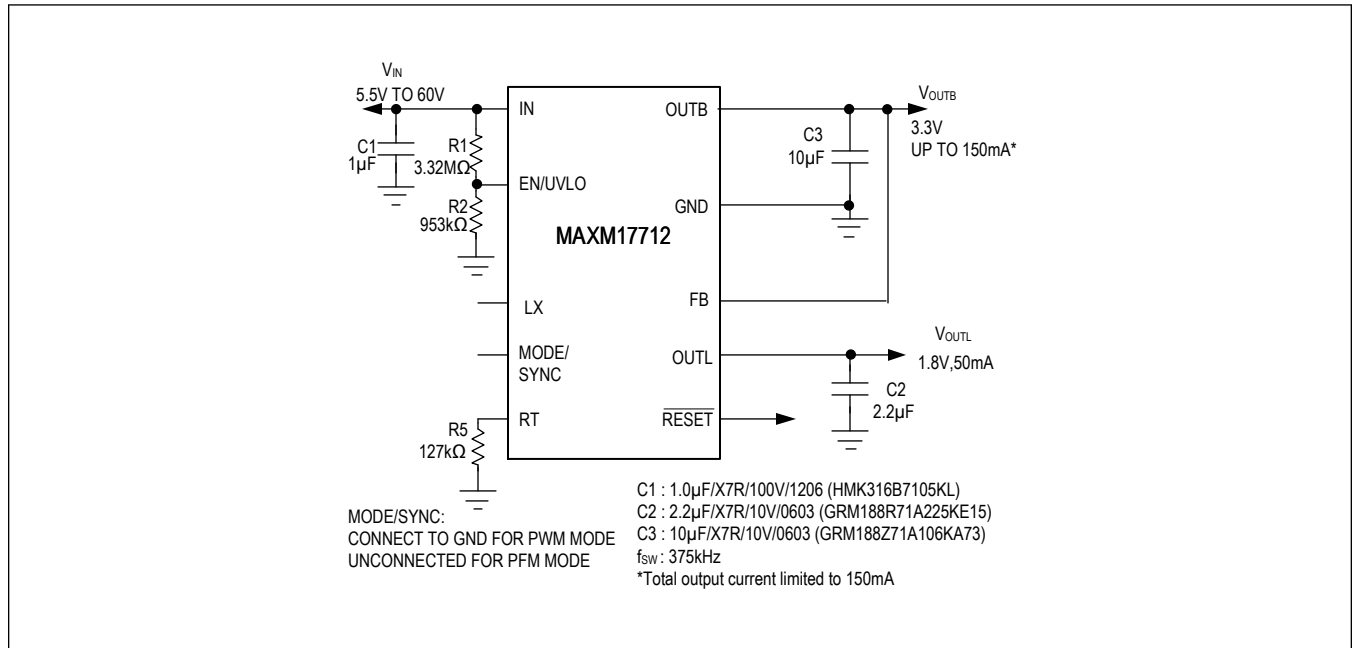 VIN
5.5V TO 60V
C1
1µF
R1
3.32MΩ
R2
953kΩ
IN
EN/UVLO
LX
MODE/
SYNC
RT
R5
127kΩ
MAXM17712
OUTB
GND
FB
OUTL
RESET
C3
10µF
VOUTB
3.3V
UP TO 150mA*
VOUTL
1.8V,50mA
C2
2.2µF
MODE/SYNC:
CONNECT TO GND FOR PWM MODE
UNCONNECTED FOR PFM MODE
C1 : 1.0µF/X7R/100V/1206 (HMK316B7105KL)
C2 : 2.2µF/X7R/10V/0603 (GRM188R71A225KE15)
C3 : 10µF/X7R/10V/0603 (GRM188Z71A106KA73)
fSW : 375kHz
*Total output current limited to 150mA